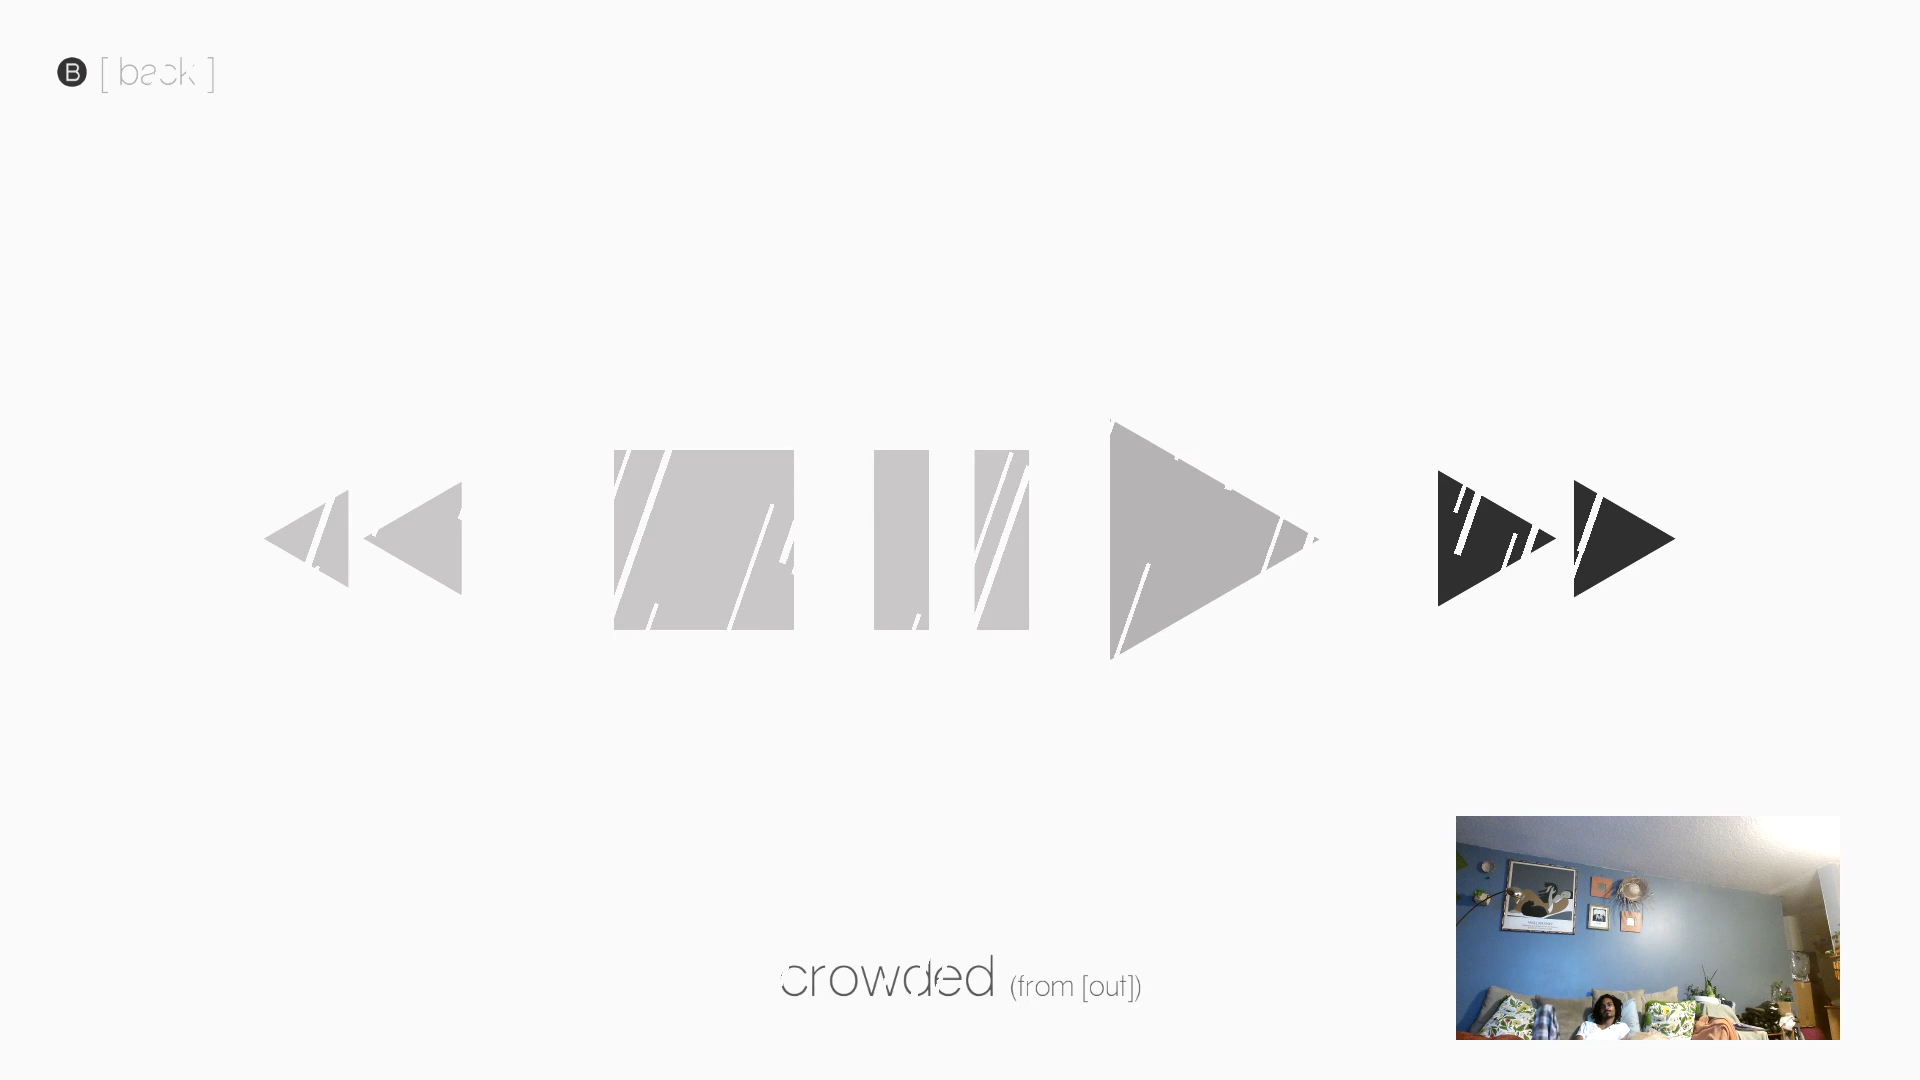 B [ back ]
crowded (from [out])